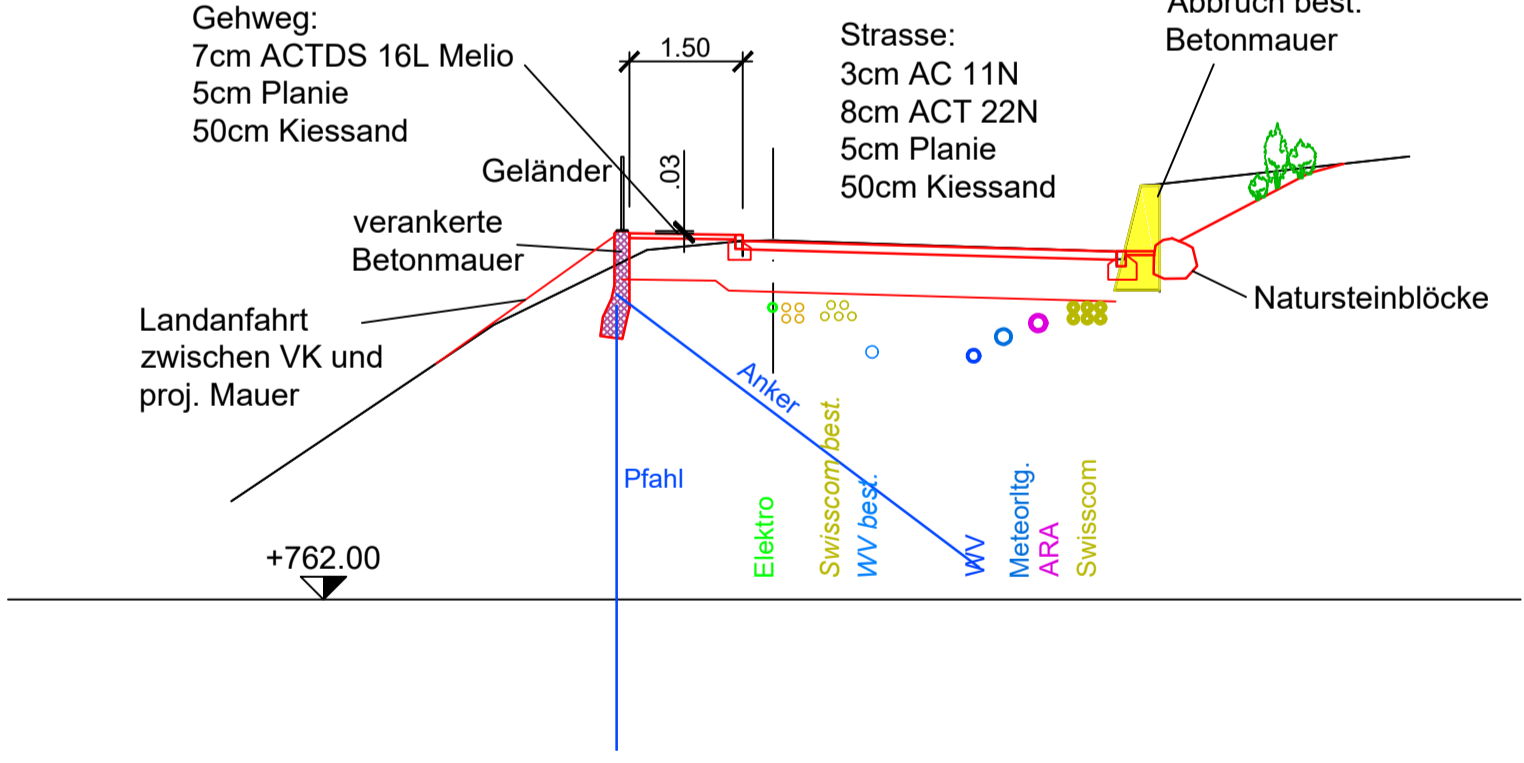 Gehweg:
7cm ACTDS 16L Melio
5cm Planie
50cm Kiessand
1.50
Strasse:
3cm AC 11N
8cm ACT 22N
5cm Planie
50cm Kiessand
Abbruch best.
Betonmauer
Geländer
.03
verankerte
Betonmauer
Landanfahrt
zwischen VK und
proj. Mauer
Natursteinblöcke
Anker
Pfahl
Elektro
Swisscom best.
WV best.
WV
Meteorltg.
ARA
Swisscom
+762.00